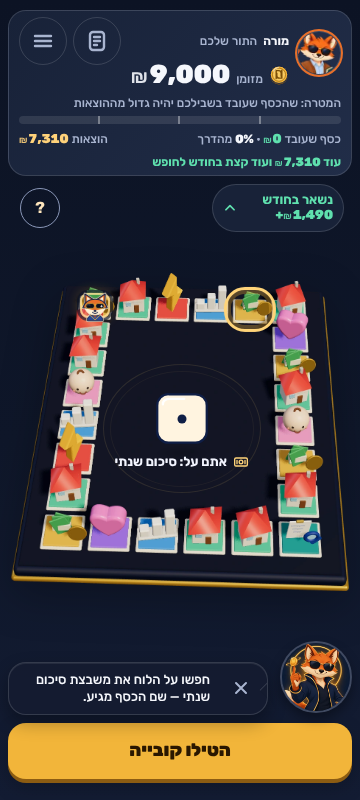 מורה התור שלכם
מזומן 9,000 ₪
המטרה: שהכסף שעובד בשבילכם יהיה גדול מההוצאות
כסף שעובד 0 ₪ · 0% מהדרך
הוצאות 7,310 ₪
עוד 7,310 ₪ ועוד קצת בחודש לחופש
נשאר בחודש
+1,490 ₪
?
אתם על: סיכום שנתי
חפשו על הלוח את משבצת סיכום
שנתי — שם הכסף מגיע.
הטילו קובייה